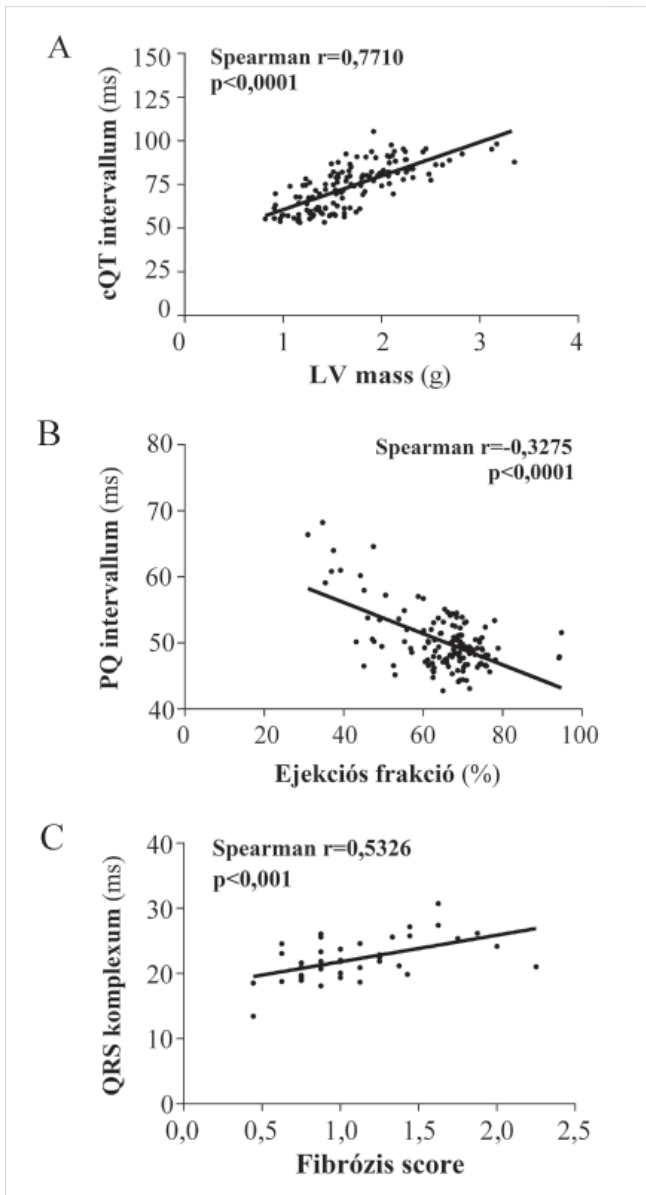 A
Spearman r=0,7710
p<0,0001
cQT intervallum (ms)
150
125
100
75
50
25
0
0 1 2 3 4
LV mass (g)
B
Spearman r=-0,3275
p<0,0001
PQ intervallum (ms)
80
70
60
50
40
0 20 40 60 80 100
Ejekciós frakció (%)
C
Spearman r=0,5326
p<0,001
QRS komplexum (ms)
40
30
20
10
0
0,0 0,5 1,0 1,5 2,0 2,5
Fibrózis score